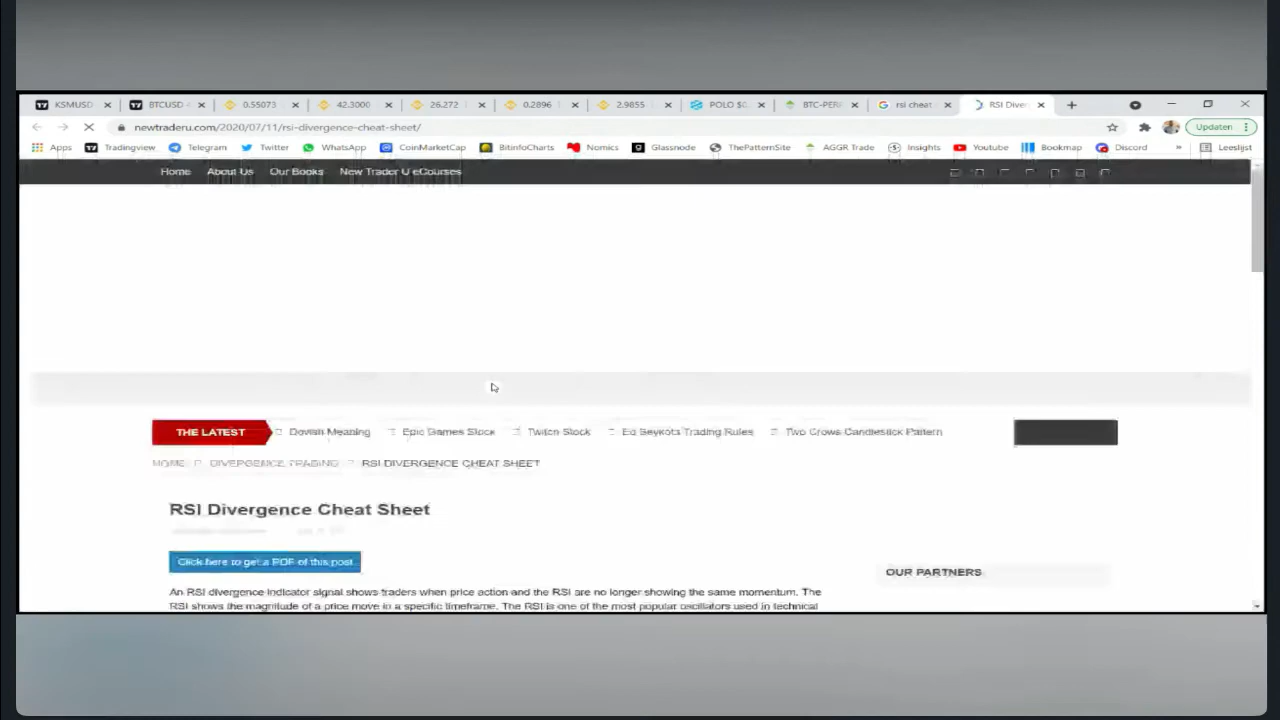 KSMUSD
BTCUSD
0.55073
42.3000
26.272
0.2896
2.9855
POLO $0.
BTC-PER
rsi cheat
RSI Diver
newtraderu.com/2020/07/11/rsi-divergence-cheat-sheet/
Updaten
Apps
Tradingview
Telegram
Twitter
WhatsApp
CoinMarketCap
BitinfoCharts
Nomics
Glassnode
ThePatternSite
AGGR Trade
Insights
Youtube
Bookmap
Discord
»
Leeslijst
Home
About Us
Our Books
New Trader U eCourses
THE LATEST
Dovish Meaning
Epic Games Stock
Twitch Stock
Ed Seykota Trading Rules
Two Crows Candlestick Pattern
HOME
DIVERGENCE TRADING
RSI DIVERGENCE CHEAT SHEET
RSI Divergence Cheat Sheet
Click here to get a PDF of this post
OUR PARTNERS
An RSI divergence indicator signal shows traders when price action and the RSI are no longer showing the same momentum. The
RSI shows the magnitude of a price move in a specific timeframe. The RSI is one of the most popular oscillators used in technical